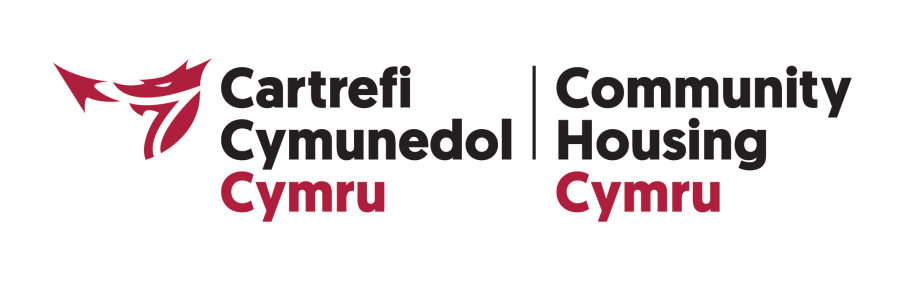 Cartrefi
Cymunedol
Cymru
Community
Housing
Cymru